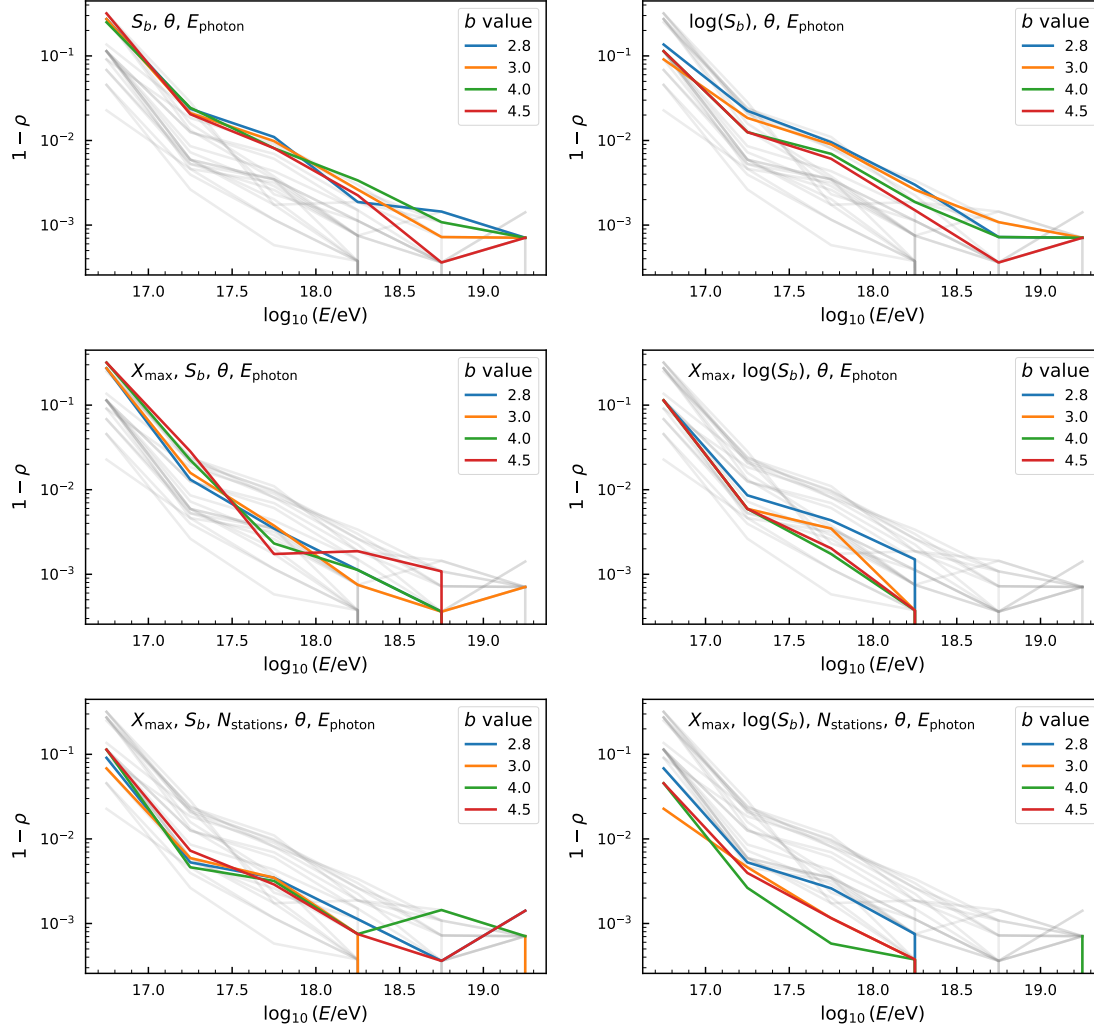 S_b, θ, E_photon
b value
2.8
3.0
4.0
4.5
10⁻¹
10⁻²
10⁻³
1 − ρ
17.0 17.5 18.0 18.5 19.0
log₁₀ (E/eV)
log(S_b), θ, E_photon
b value
2.8
3.0
4.0
4.5
10⁻¹
10⁻²
10⁻³
1 − ρ
17.0 17.5 18.0 18.5 19.0
log₁₀ (E/eV)
X_max, S_b, θ, E_photon
b value
2.8
3.0
4.0
4.5
10⁻¹
10⁻²
10⁻³
1 − ρ
17.0 17.5 18.0 18.5 19.0
log₁₀ (E/eV)
X_max, log(S_b), θ, E_photon
b value
2.8
3.0
4.0
4.5
10⁻¹
10⁻²
10⁻³
1 − ρ
17.0 17.5 18.0 18.5 19.0
log₁₀ (E/eV)
X_max, S_b, N_stations, θ, E_photon
b value
2.8
3.0
4.0
4.5
10⁻¹
10⁻²
10⁻³
1 − ρ
17.0 17.5 18.0 18.5 19.0
log₁₀ (E/eV)
X_max, log(S_b), N_stations, θ, E_photon
b value
2.8
3.0
4.0
4.5
10⁻¹
10⁻²
10⁻³
1 − ρ
17.0 17.5 18.0 18.5 19.0
log₁₀ (E/eV)